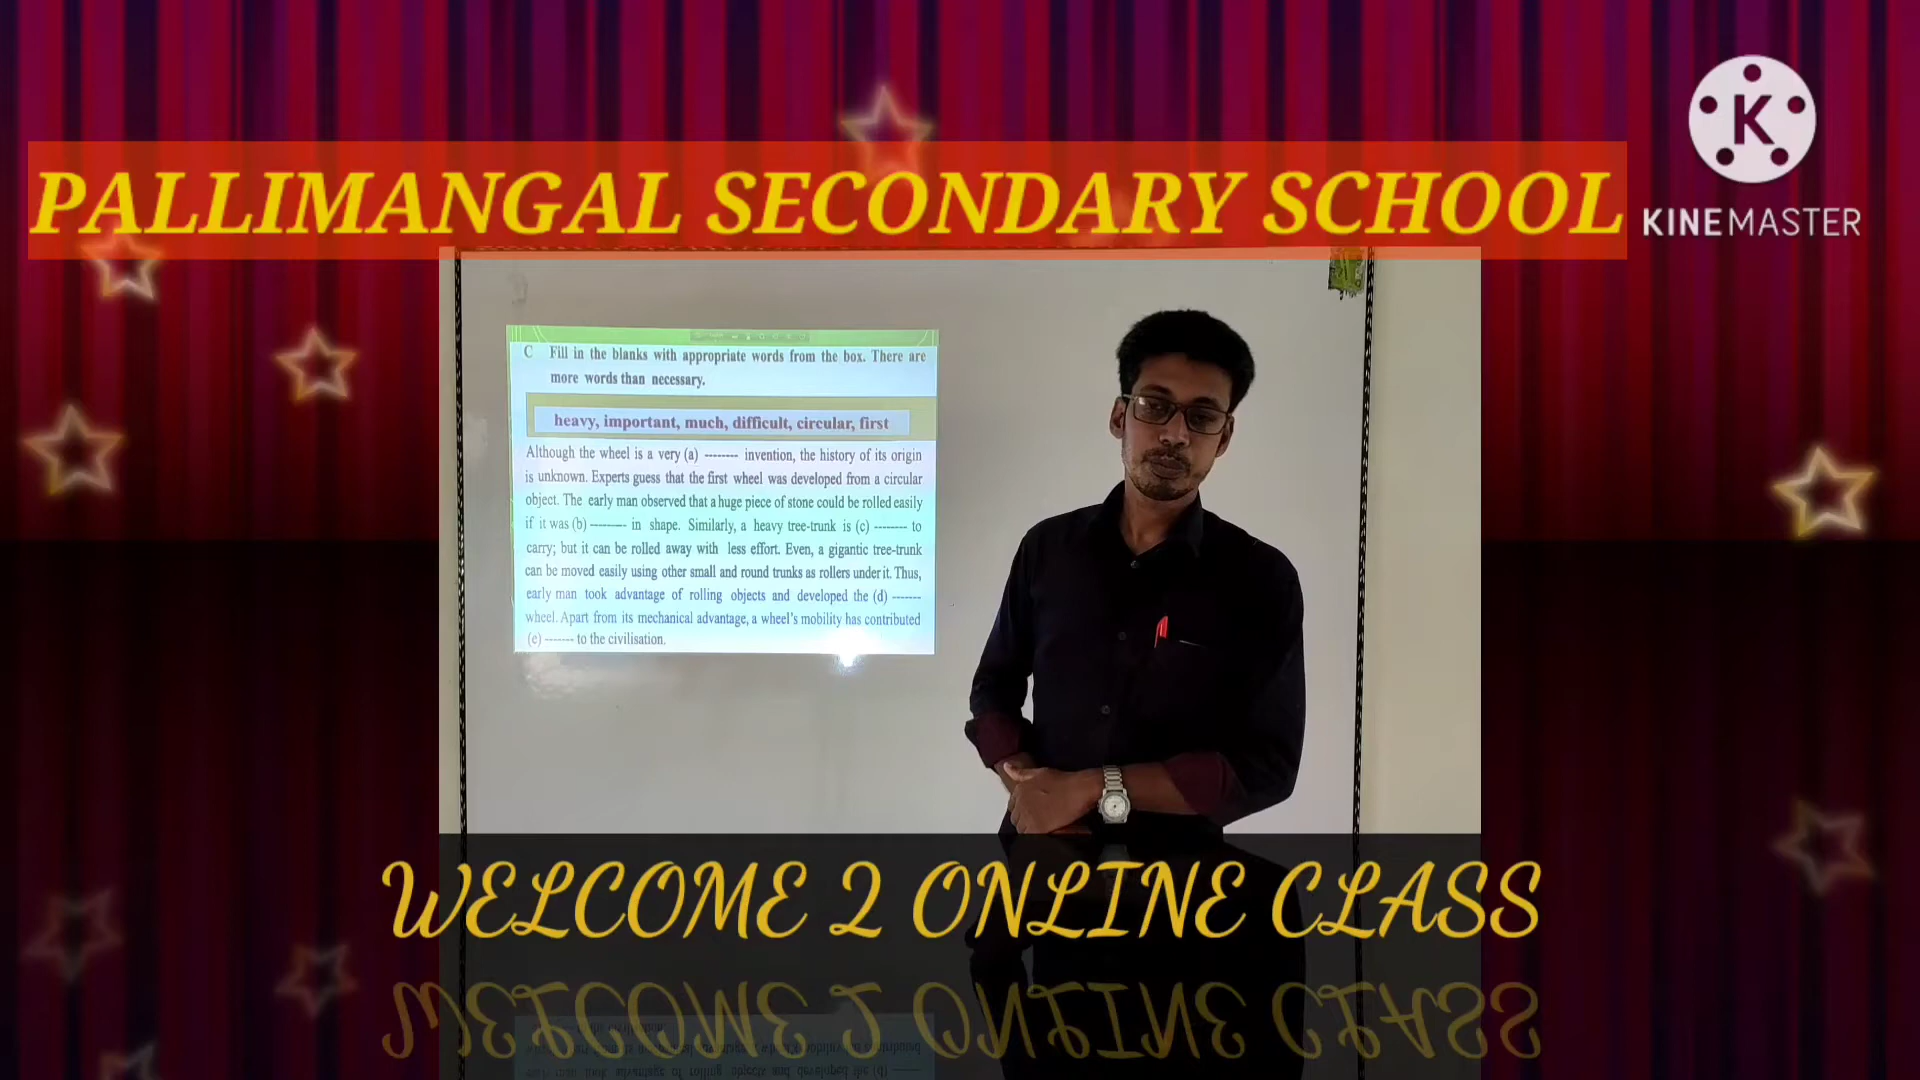 PALLIMANGAL SECONDARY SCHOOL
K
KINEMASTER
C Fill in the blanks with appropriate words from the box. There are
more words than necessary.
heavy, important, much, difficult, circular, first
Although the wheel is a very (a) -------- invention, the history of its origin
is unknown. Experts guess that the first wheel was developed from a circular
object. The early man observed that a huge piece of stone could be rolled easily
if it was (b) --------- in shape. Similarly, a heavy tree-trunk is (c) -------- to
carry; but it can be rolled away with less effort. Even, a gigantic tree-trunk
can be moved easily using other small and round trunks as rollers under it. Thus,
early man took advantage of rolling objects and developed the (d) -------
wheel. Apart from its mechanical advantage, a wheel's mobility has contributed
(e) ------- to the civilisation.
WELCOME 2 ONLINE CLASS